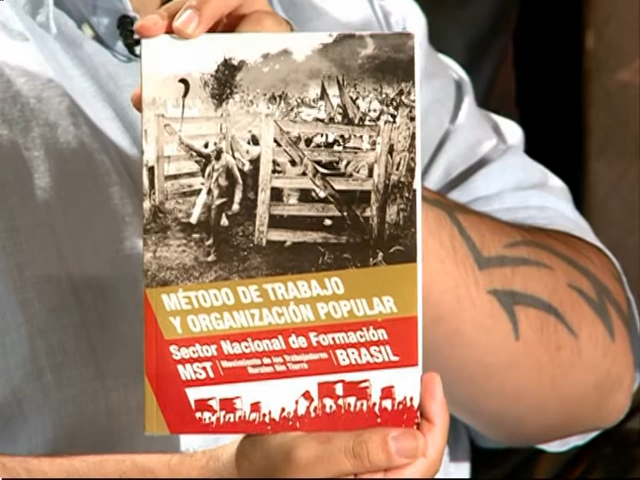 MÉTODO DE TRABAJO
Y ORGANIZACIÓN POPULAR
Sector Nacional de Formación
MST | Movimiento de los Trabajadores
Rurales Sin Tierra | BRASIL